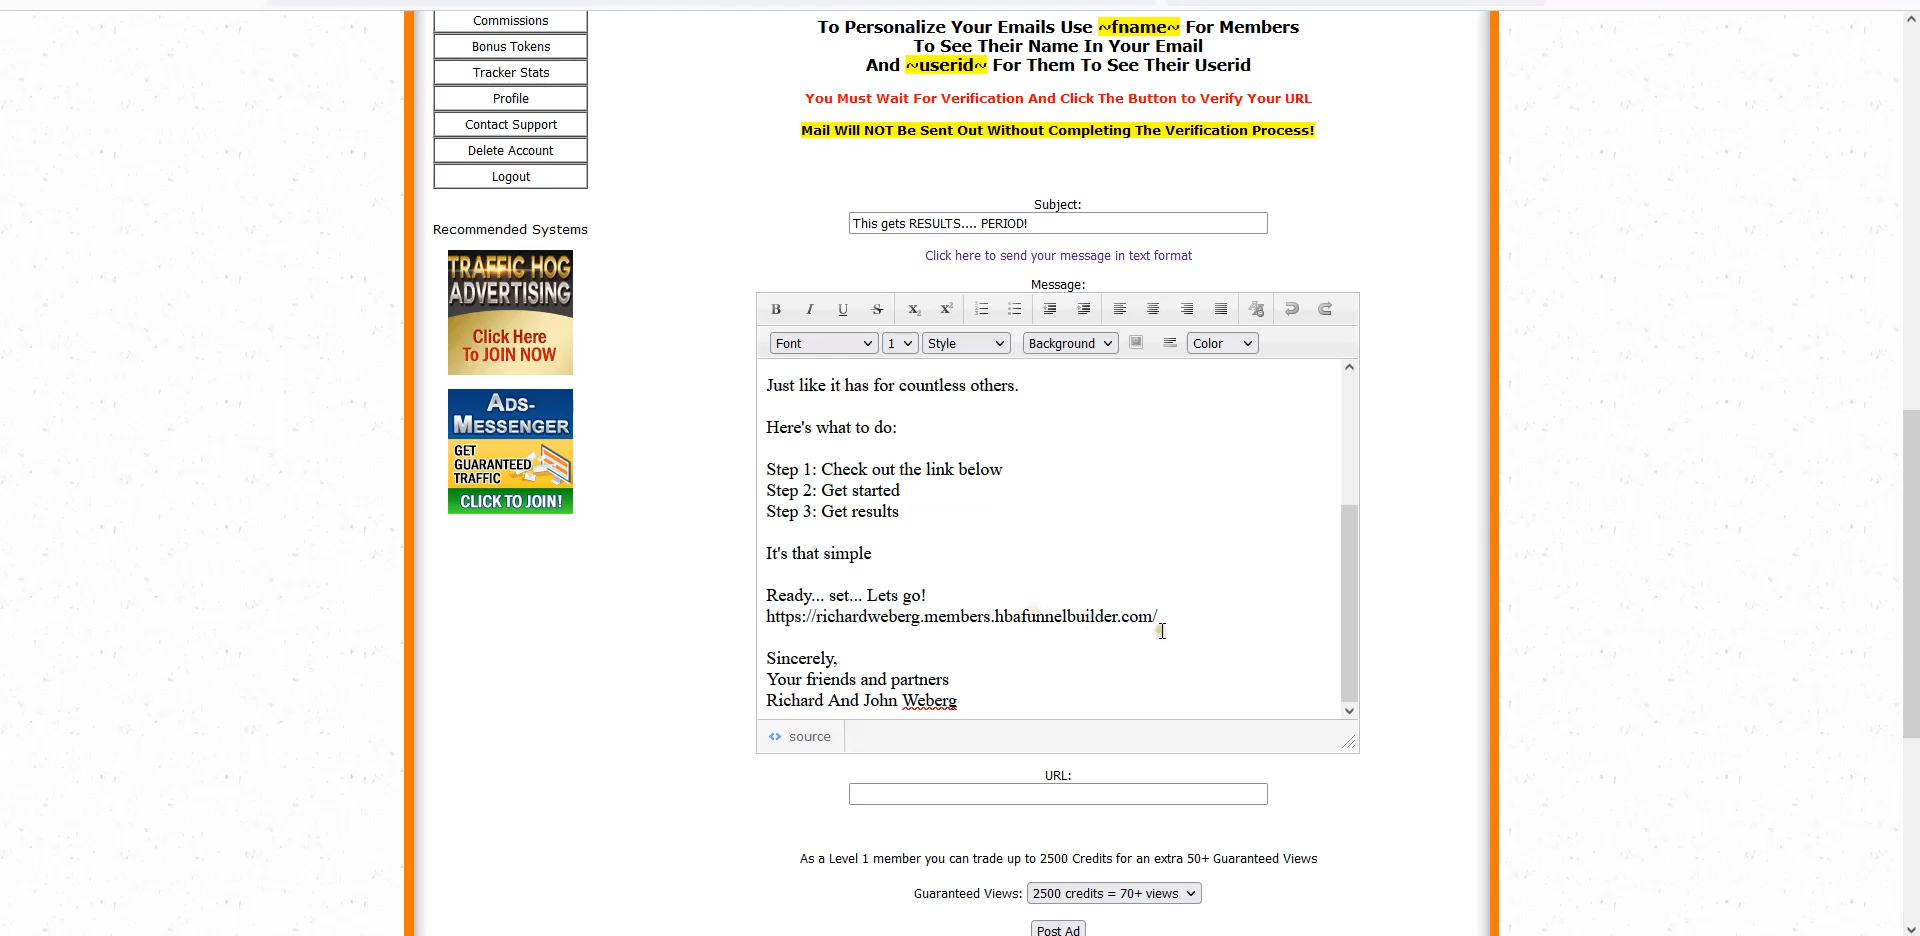 Commissions
Bonus Tokens
Tracker Stats
Profile
Contact Support
Delete Account
Logout
Recommended Systems
TRAFFIC HOG
ADVERTISING
Click Here
To JOIN NOW
ADS-
MESSENGER
GET
GUARANTEED
TRAFFIC
CLICK TO JOIN!
To Personalize Your Emails Use ~fname~ For Members
To See Their Name In Your Email
And ~userid~ For Them To See Their Userid
You Must Wait For Verification And Click The Button to Verify Your URL
Mail Will NOT Be Sent Out Without Completing The Verification Process!
Subject:
This gets RESULTS.... PERIOD!
Click here to send your message in text format
Message:
Font 1 Style Background Color
Just like it has for countless others.
Here's what to do:
Step 1: Check out the link below
Step 2: Get started
Step 3: Get results
It's that simple
Ready... set... Lets go!
https://richardweberg.members.hbafunnelbuilder.com/
Sincerely,
Your friends and partners
Richard And John Weberg
source
URL:
As a Level 1 member you can trade up to 2500 Credits for an extra 50+ Guaranteed Views
Guaranteed Views: 2500 credits = 70+ views
Post Ad